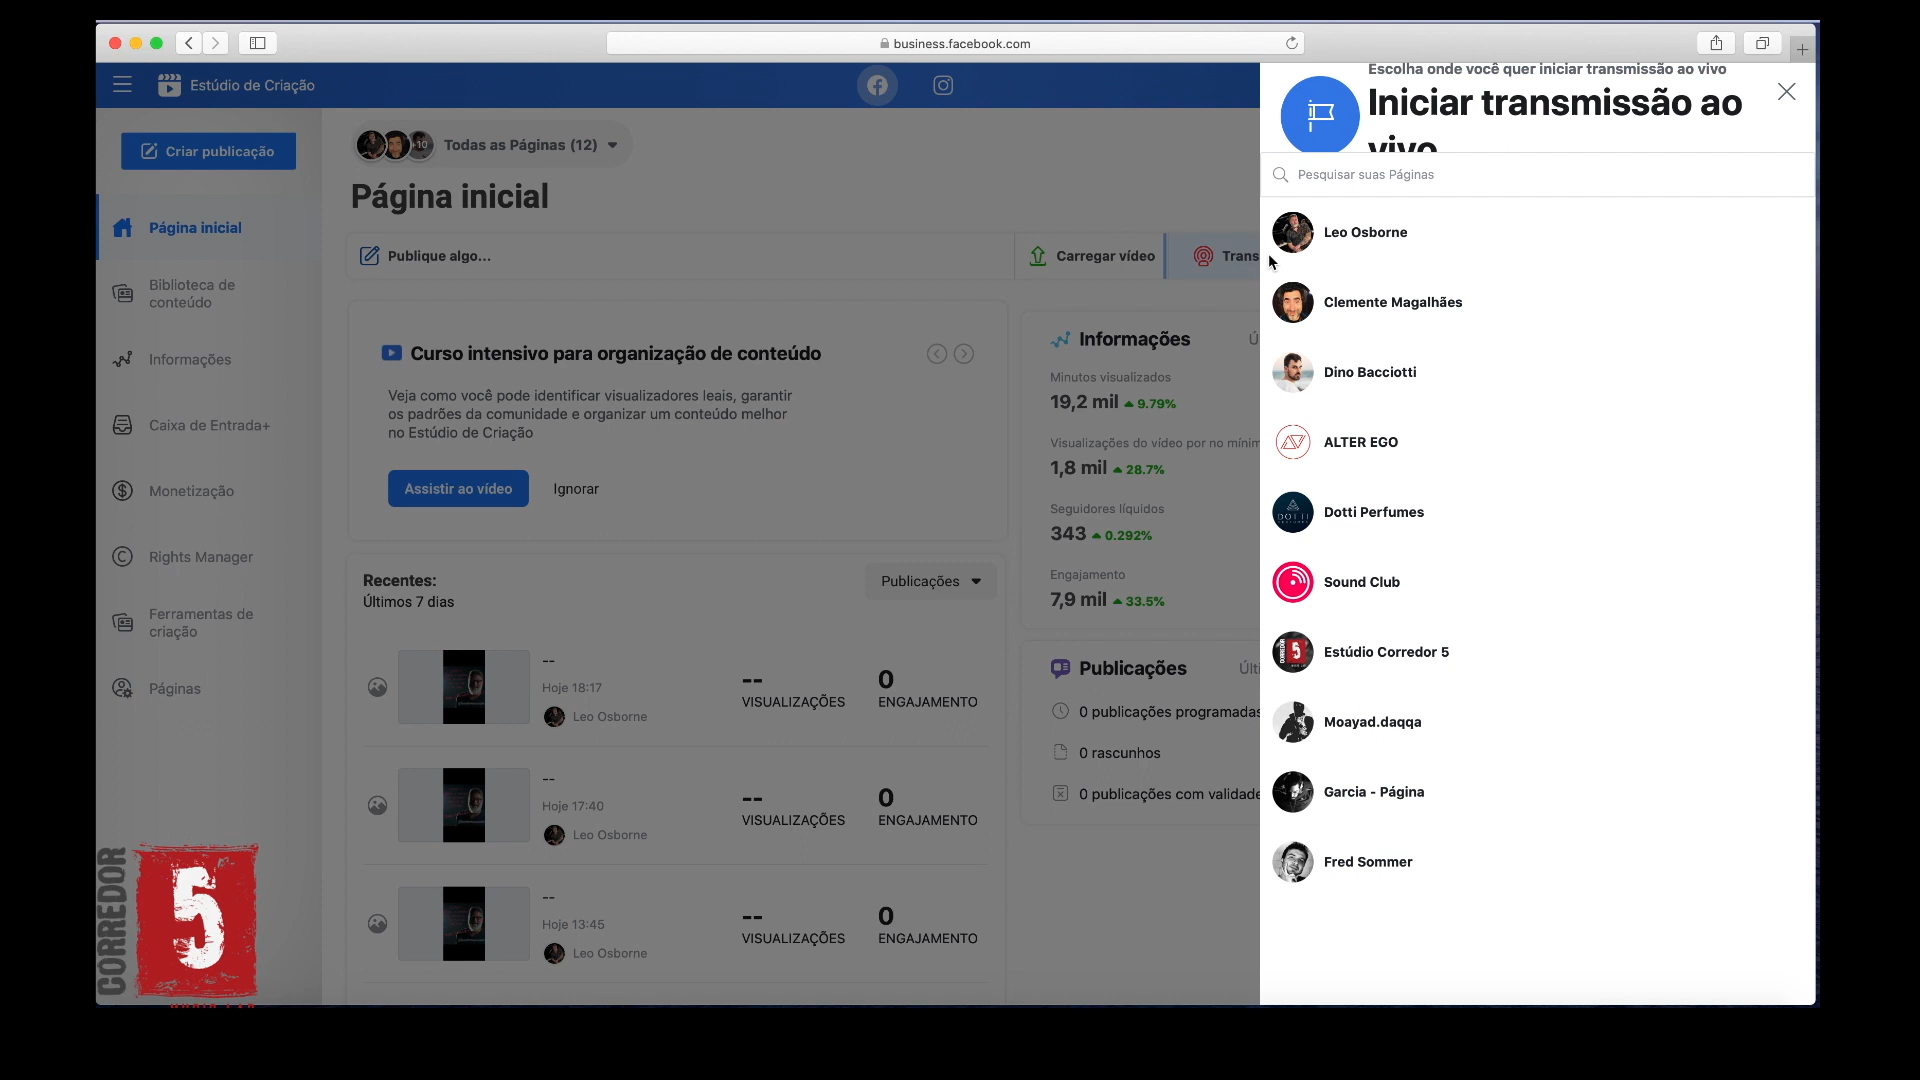 business.facebook.com
Estúdio de Criação
Criar publicação
Página inicial
Biblioteca de
conteúdo
Informações
Caixa de Entrada+
Monetização
Rights Manager
Ferramentas de
criação
Páginas
CORREDOR
5
+10
Todas as Páginas (12)
Página inicial
Publique algo...
Carregar vídeo
Trans
Curso intensivo para organização de conteúdo
Veja como você pode identificar visualizadores leais, garantir
os padrões da comunidade e organizar um conteúdo melhor
no Estúdio de Criação
Assistir ao vídeo
Ignorar
Recentes:
Últimos 7 dias
Publicações
--
Hoje 18:17
Leo Osborne
--
VISUALIZAÇÕES
0
ENGAJAMENTO
--
Hoje 17:40
Leo Osborne
--
VISUALIZAÇÕES
0
ENGAJAMENTO
--
Hoje 13:45
Leo Osborne
--
VISUALIZAÇÕES
0
ENGAJAMENTO
Informações
Minutos visualizados
19,2 mil 9.79%
Visualizações do vídeo por no mínim
1,8 mil 28.7%
Seguidores líquidos
343 0.292%
Engajamento
7,9 mil 33.5%
Publicações
Últi
0 publicações programadas
0 rascunhos
0 publicações com validade
Escolha onde você quer iniciar transmissão ao vivo
Iniciar transmissão ao
vivo
Pesquisar suas Páginas
Leo Osborne
Clemente Magalhães
Dino Bacciotti
ALTER EGO
Dotti Perfumes
Sound Club
Estúdio Corredor 5
Moayad.daqqa
Garcia - Página
Fred Sommer